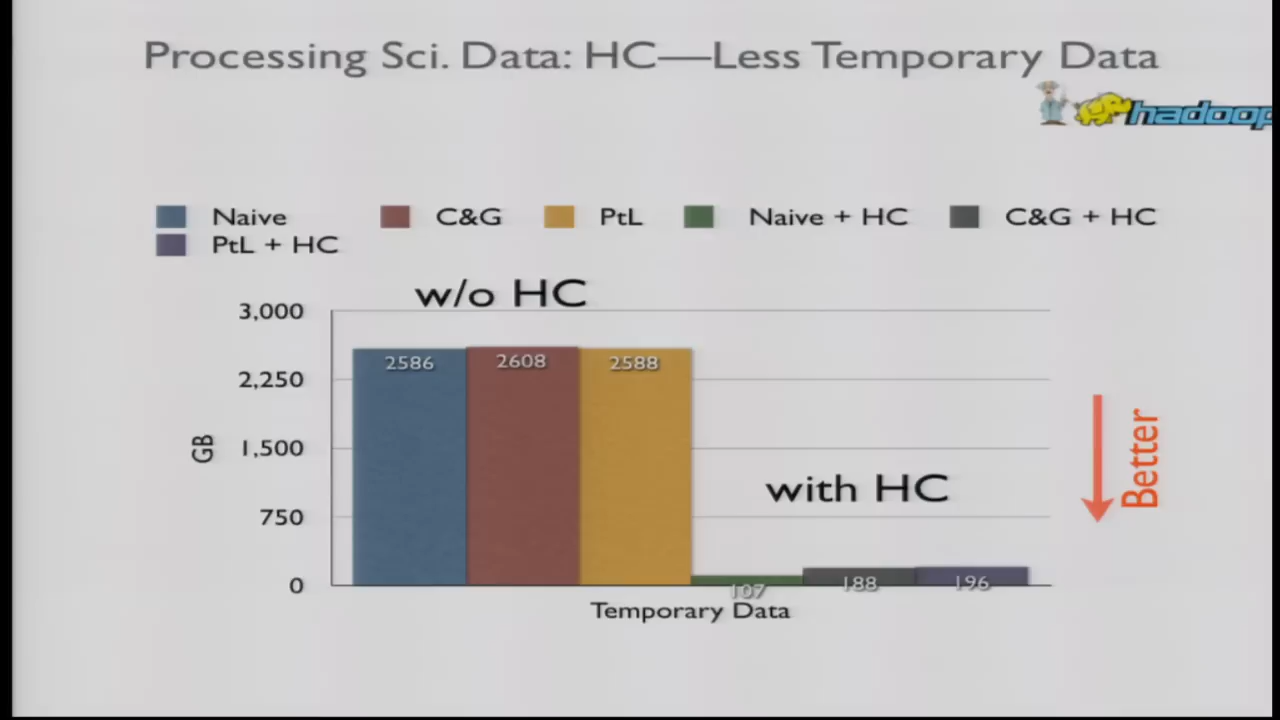 Processing Sci. Data: HC—Less Temporary Data
hadoop
Naive C&G PtL Naive + HC C&G + HC
PtL + HC
w/o HC
3,000
2586 2608 2588
2,250
GB
1,500
with HC
750
0
107 188 196
Temporary Data
Better